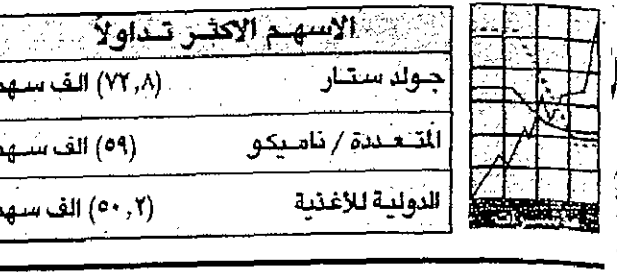 الاسهم الاكثر تداولاً
جولد ستار (٧٢,٨) الف سهم
المتعددة / ناميكو (٥٩) الف سهم
الدولية للأغذية (٥٠,٢) الف سهم